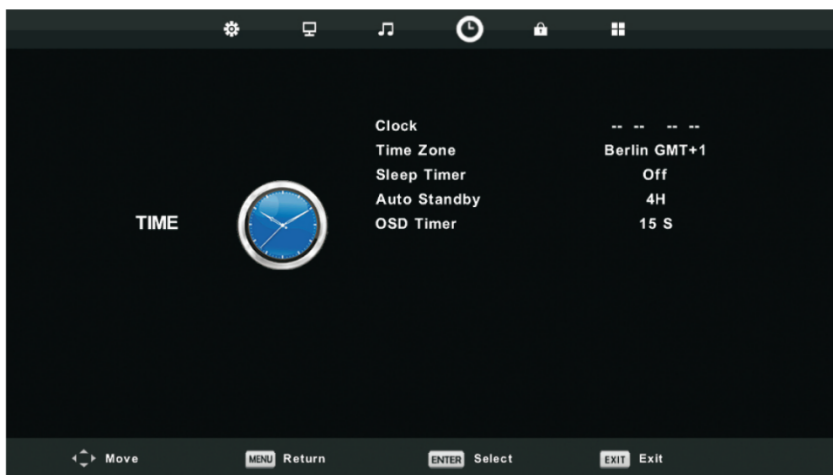 Clock -- -- -- --
Time Zone Berlin GMT+1
Sleep Timer Off
Auto Standby 4H
TIME
OSD Timer 15 S
Move MENU Return ENTER Select EXIT Exit